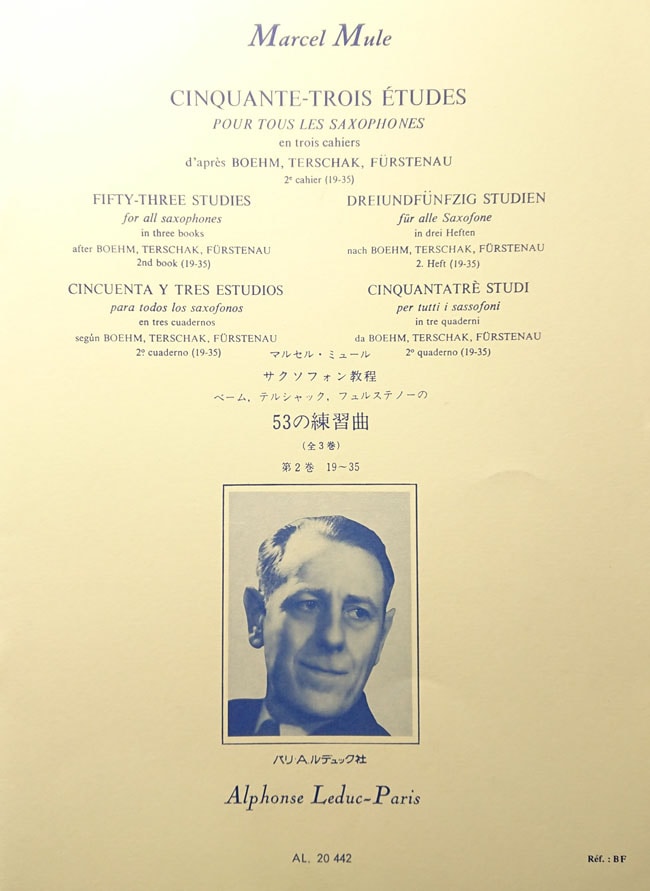 Marcel Mule
CINQUANTE-TROIS ÉTUDES
POUR TOUS LES SAXOPHONES
en trois cahiers
d'après BOEHM, TERSCHAK, FÜRSTENAU
2e cahier (19-35)
FIFTY-THREE STUDIES
for all saxophones
in three books
after BOEHM, TERSCHAK, FÜRSTENAU
2nd book (19-35)
DREIUNDFÜNFZIG STUDIEN
für alle Saxofone
in drei Heften
nach BOEHM, TERSCHAK, FÜRSTENAU
2. Heft (19-35)
CINCUENTA Y TRES ESTUDIOS
para todos los saxofonos
en tres cuadernos
según BOEHM, TERSCHAK, FÜRSTENAU
2º cuaderno (19-35)
CINQUANTATRÈ STUDI
per tutti i sassofoni
in tre quaderni
da BOEHM, TERSCHAK, FÜRSTENAU
2º quaderno (19-35)
マルセル・ミュール
サクソフォン教程
ベーム，テルシャック，フュルステノーの
53の練習曲
(全3巻)
第2巻 19～35
パリ・A.ルデュック社
Alphonse Leduc-Paris
AL. 20 442
Réf. : BF